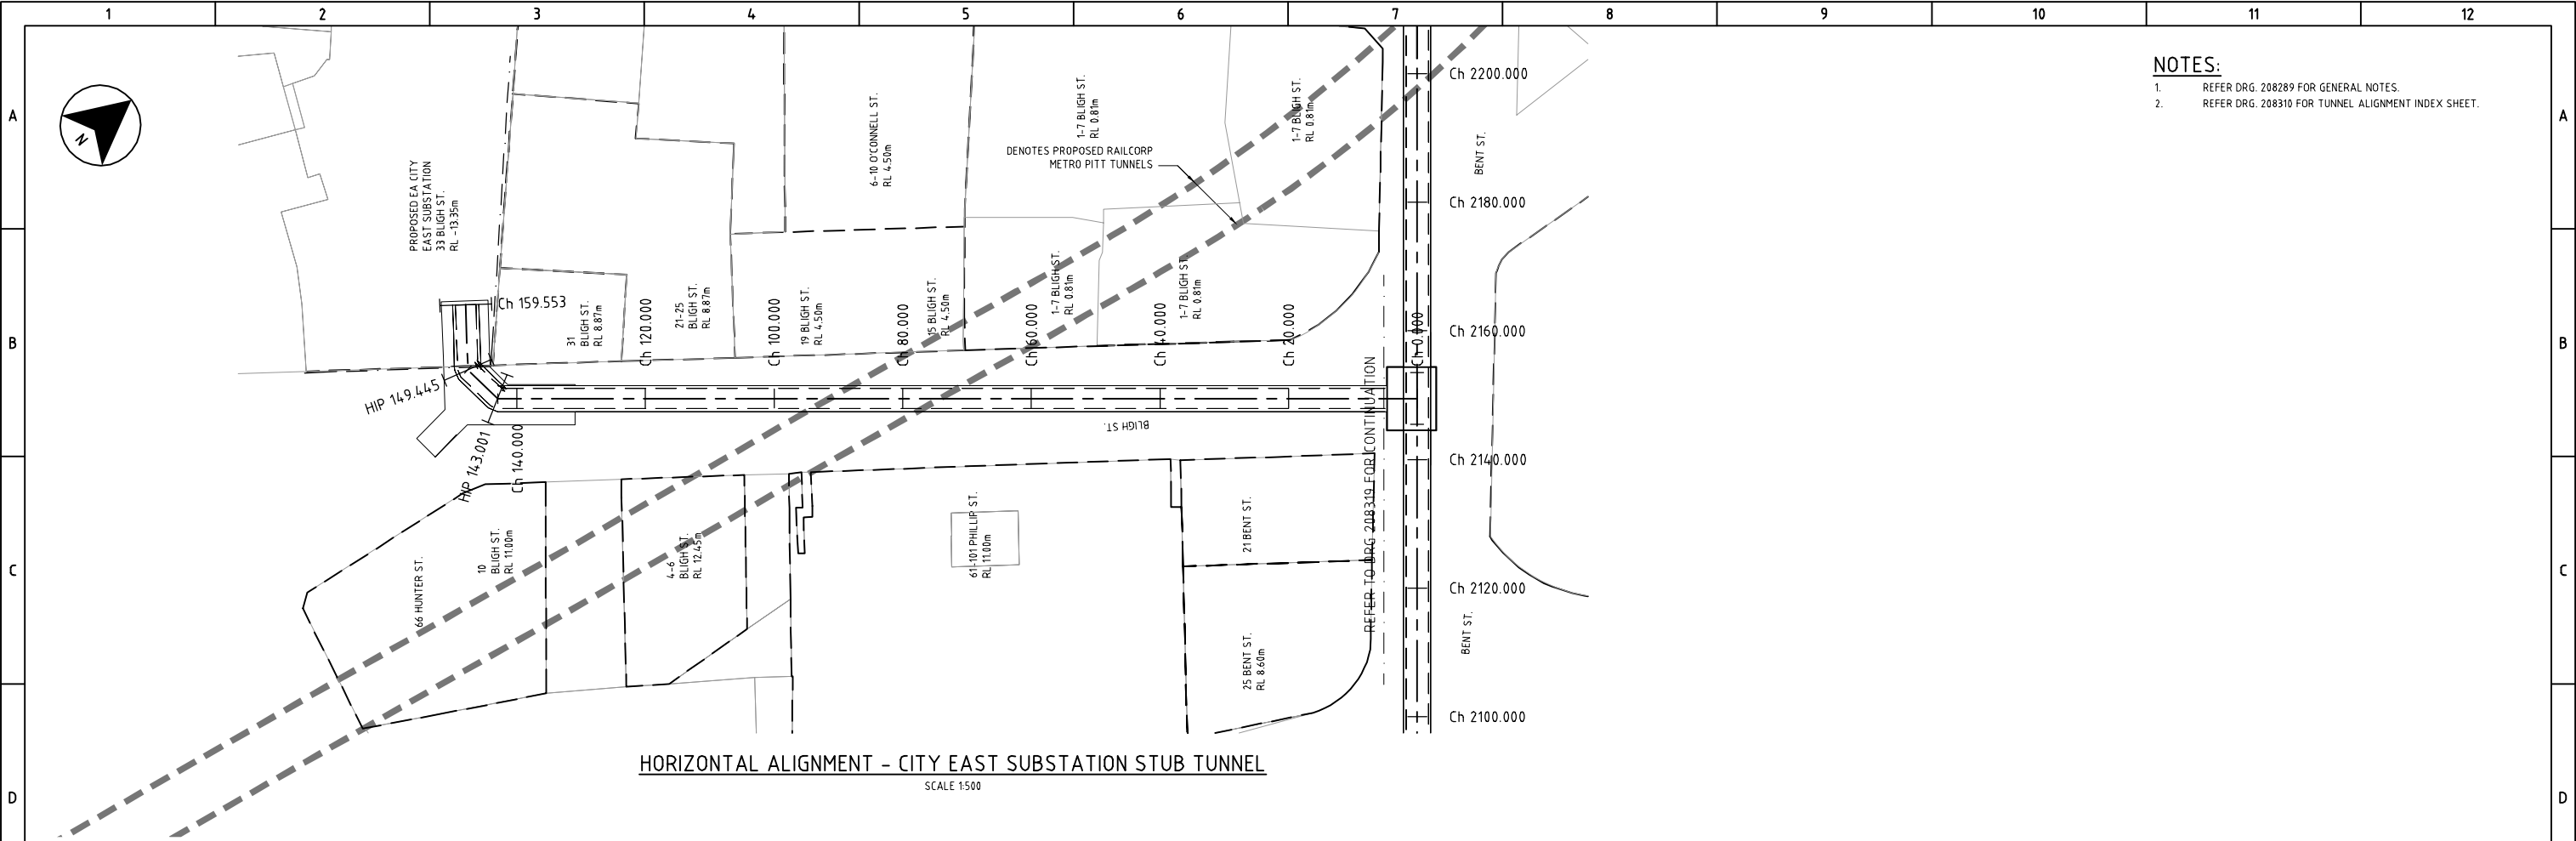 1 2 3 4 5 6 7 8 9 10 11 12
A
B
C
D
A
B
C
D
N
NOTES:
1. REFER DRG. 208289 FOR GENERAL NOTES.
2. REFER DRG. 208310 FOR TUNNEL ALIGNMENT INDEX SHEET.
PROPOSED EA CITY
EAST SUBSTATION
33 BLIGH ST.
RL -13.35m
6-10 O'CONNELL ST.
RL 4.50m
1-7 BLIGH ST.
RL 0.81m
1-7 BLIGH ST.
RL 0.81m
DENOTES PROPOSED RAILCORP
METRO PITT TUNNELS
BENT ST.
Ch 2200.000
Ch 2180.000
Ch 2160.000
Ch 2140.000
Ch 2120.000
Ch 2100.000
Ch 159.553
31
BLIGH ST.
RL 8.87m
Ch 120.000
21-25
BLIGH ST.
RL 8.87m
Ch 100.000
19 BLIGH ST.
RL 4.50m
Ch 80.000
15 BLIGH ST.
RL 4.50m
Ch 60.000
1-7 BLIGH ST.
RL 0.81m
Ch 40.000
1-7 BLIGH ST.
RL 0.81m
Ch 20.000
Ch 0.000
HIP 149.445
HIP 143.001
Ch 140.000
BLIGH ST.
REFER TO DRG 208319 FOR CONTINUATION
66 HUNTER ST.
10
BLIGH ST.
RL 11.00m
4-6
BLIGH ST.
RL 12.45m
61-101 PHILLIP ST.
RL 11.00m
21 BENT ST.
25 BENT ST.
RL 8.60m
BENT ST.
HORIZONTAL ALIGNMENT - CITY EAST SUBSTATION STUB TUNNEL
SCALE 1:500